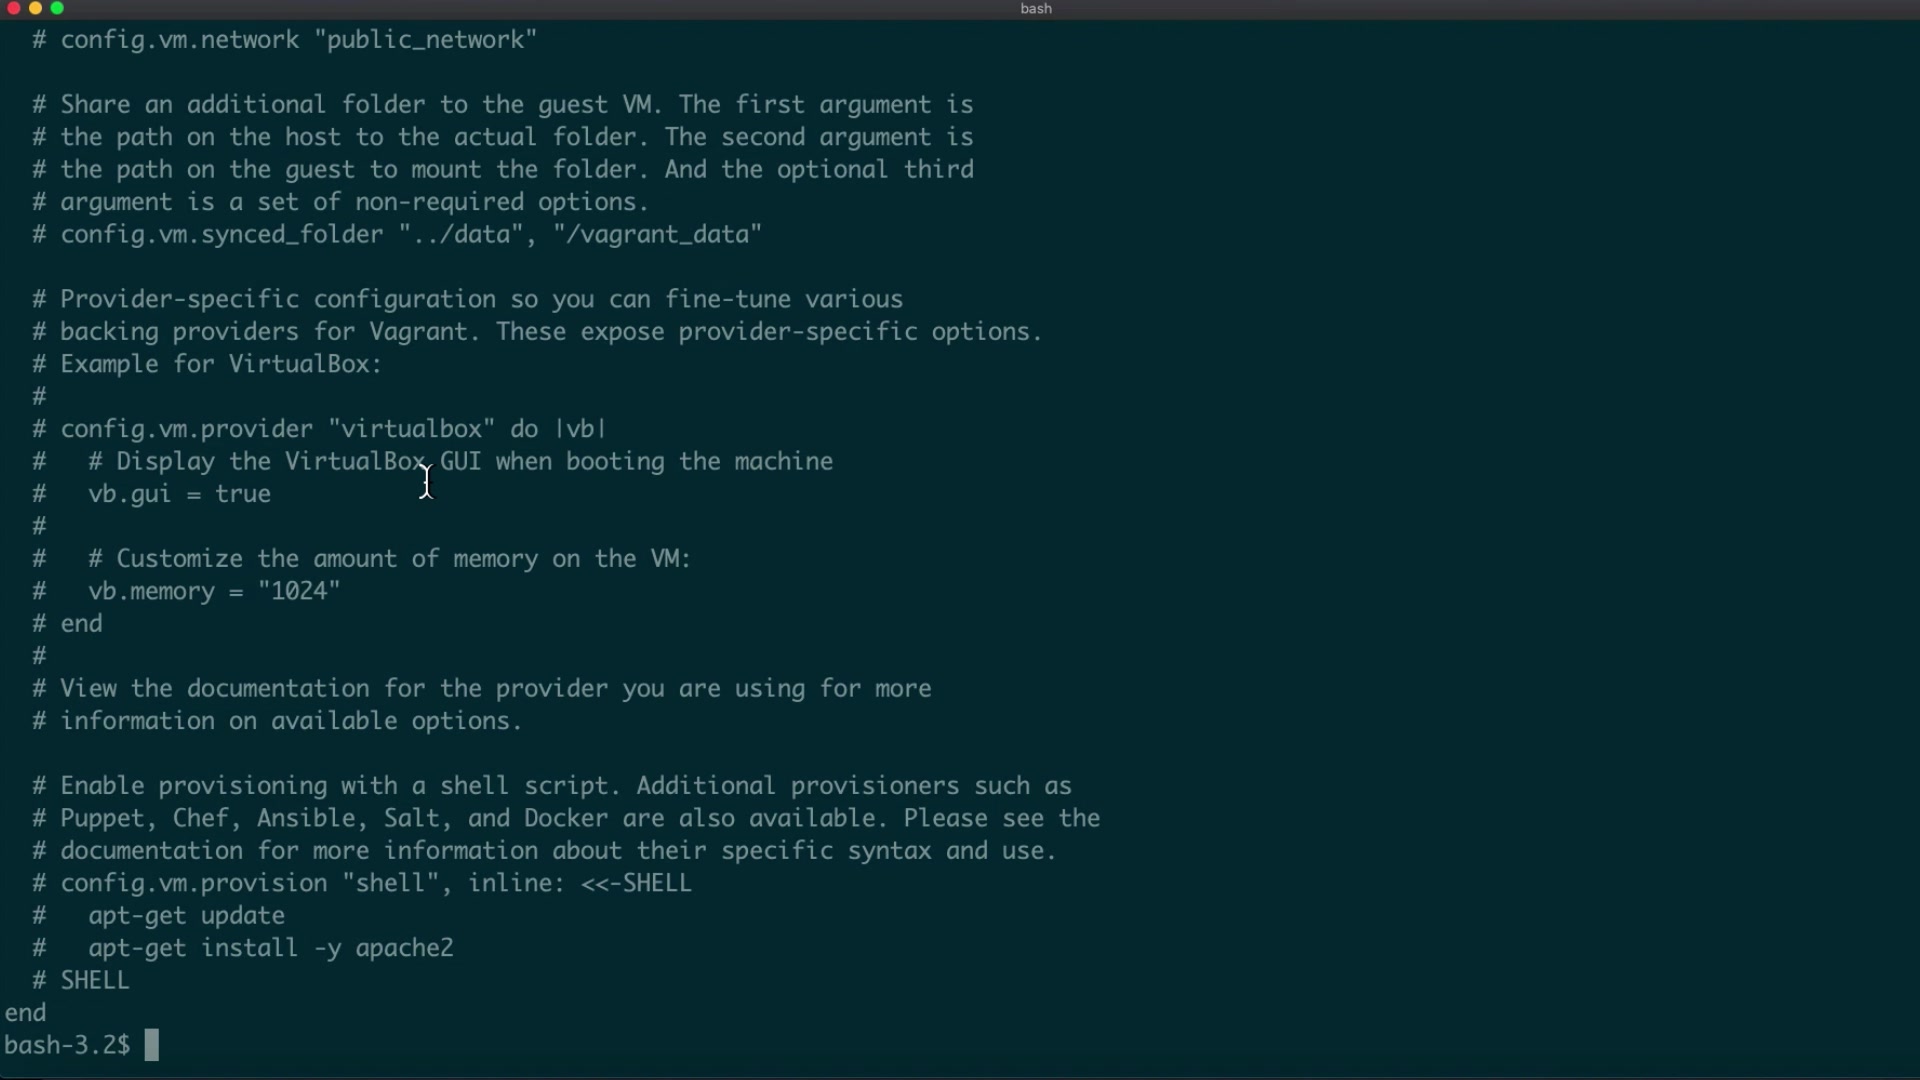 bash
# config.vm.network "public_network"
# Share an additional folder to the guest VM. The first argument is
# the path on the host to the actual folder. The second argument is
# the path on the guest to mount the folder. And the optional third
# argument is a set of non-required options.
# config.vm.synced_folder "../data", "/vagrant_data"
# Provider-specific configuration so you can fine-tune various
# backing providers for Vagrant. These expose provider-specific options.
# Example for VirtualBox:
#
# config.vm.provider "virtualbox" do |vb|
#   # Display the VirtualBox GUI when booting the machine
#   vb.gui = true
#
#   # Customize the amount of memory on the VM:
#   vb.memory = "1024"
# end
#
# View the documentation for the provider you are using for more
# information on available options.
# Enable provisioning with a shell script. Additional provisioners such as
# Puppet, Chef, Ansible, Salt, and Docker are also available. Please see the
# documentation for more information about their specific syntax and use.
# config.vm.provision "shell", inline: <<-SHELL
#   apt-get update
#   apt-get install -y apache2
# SHELL
end
bash-3.2$